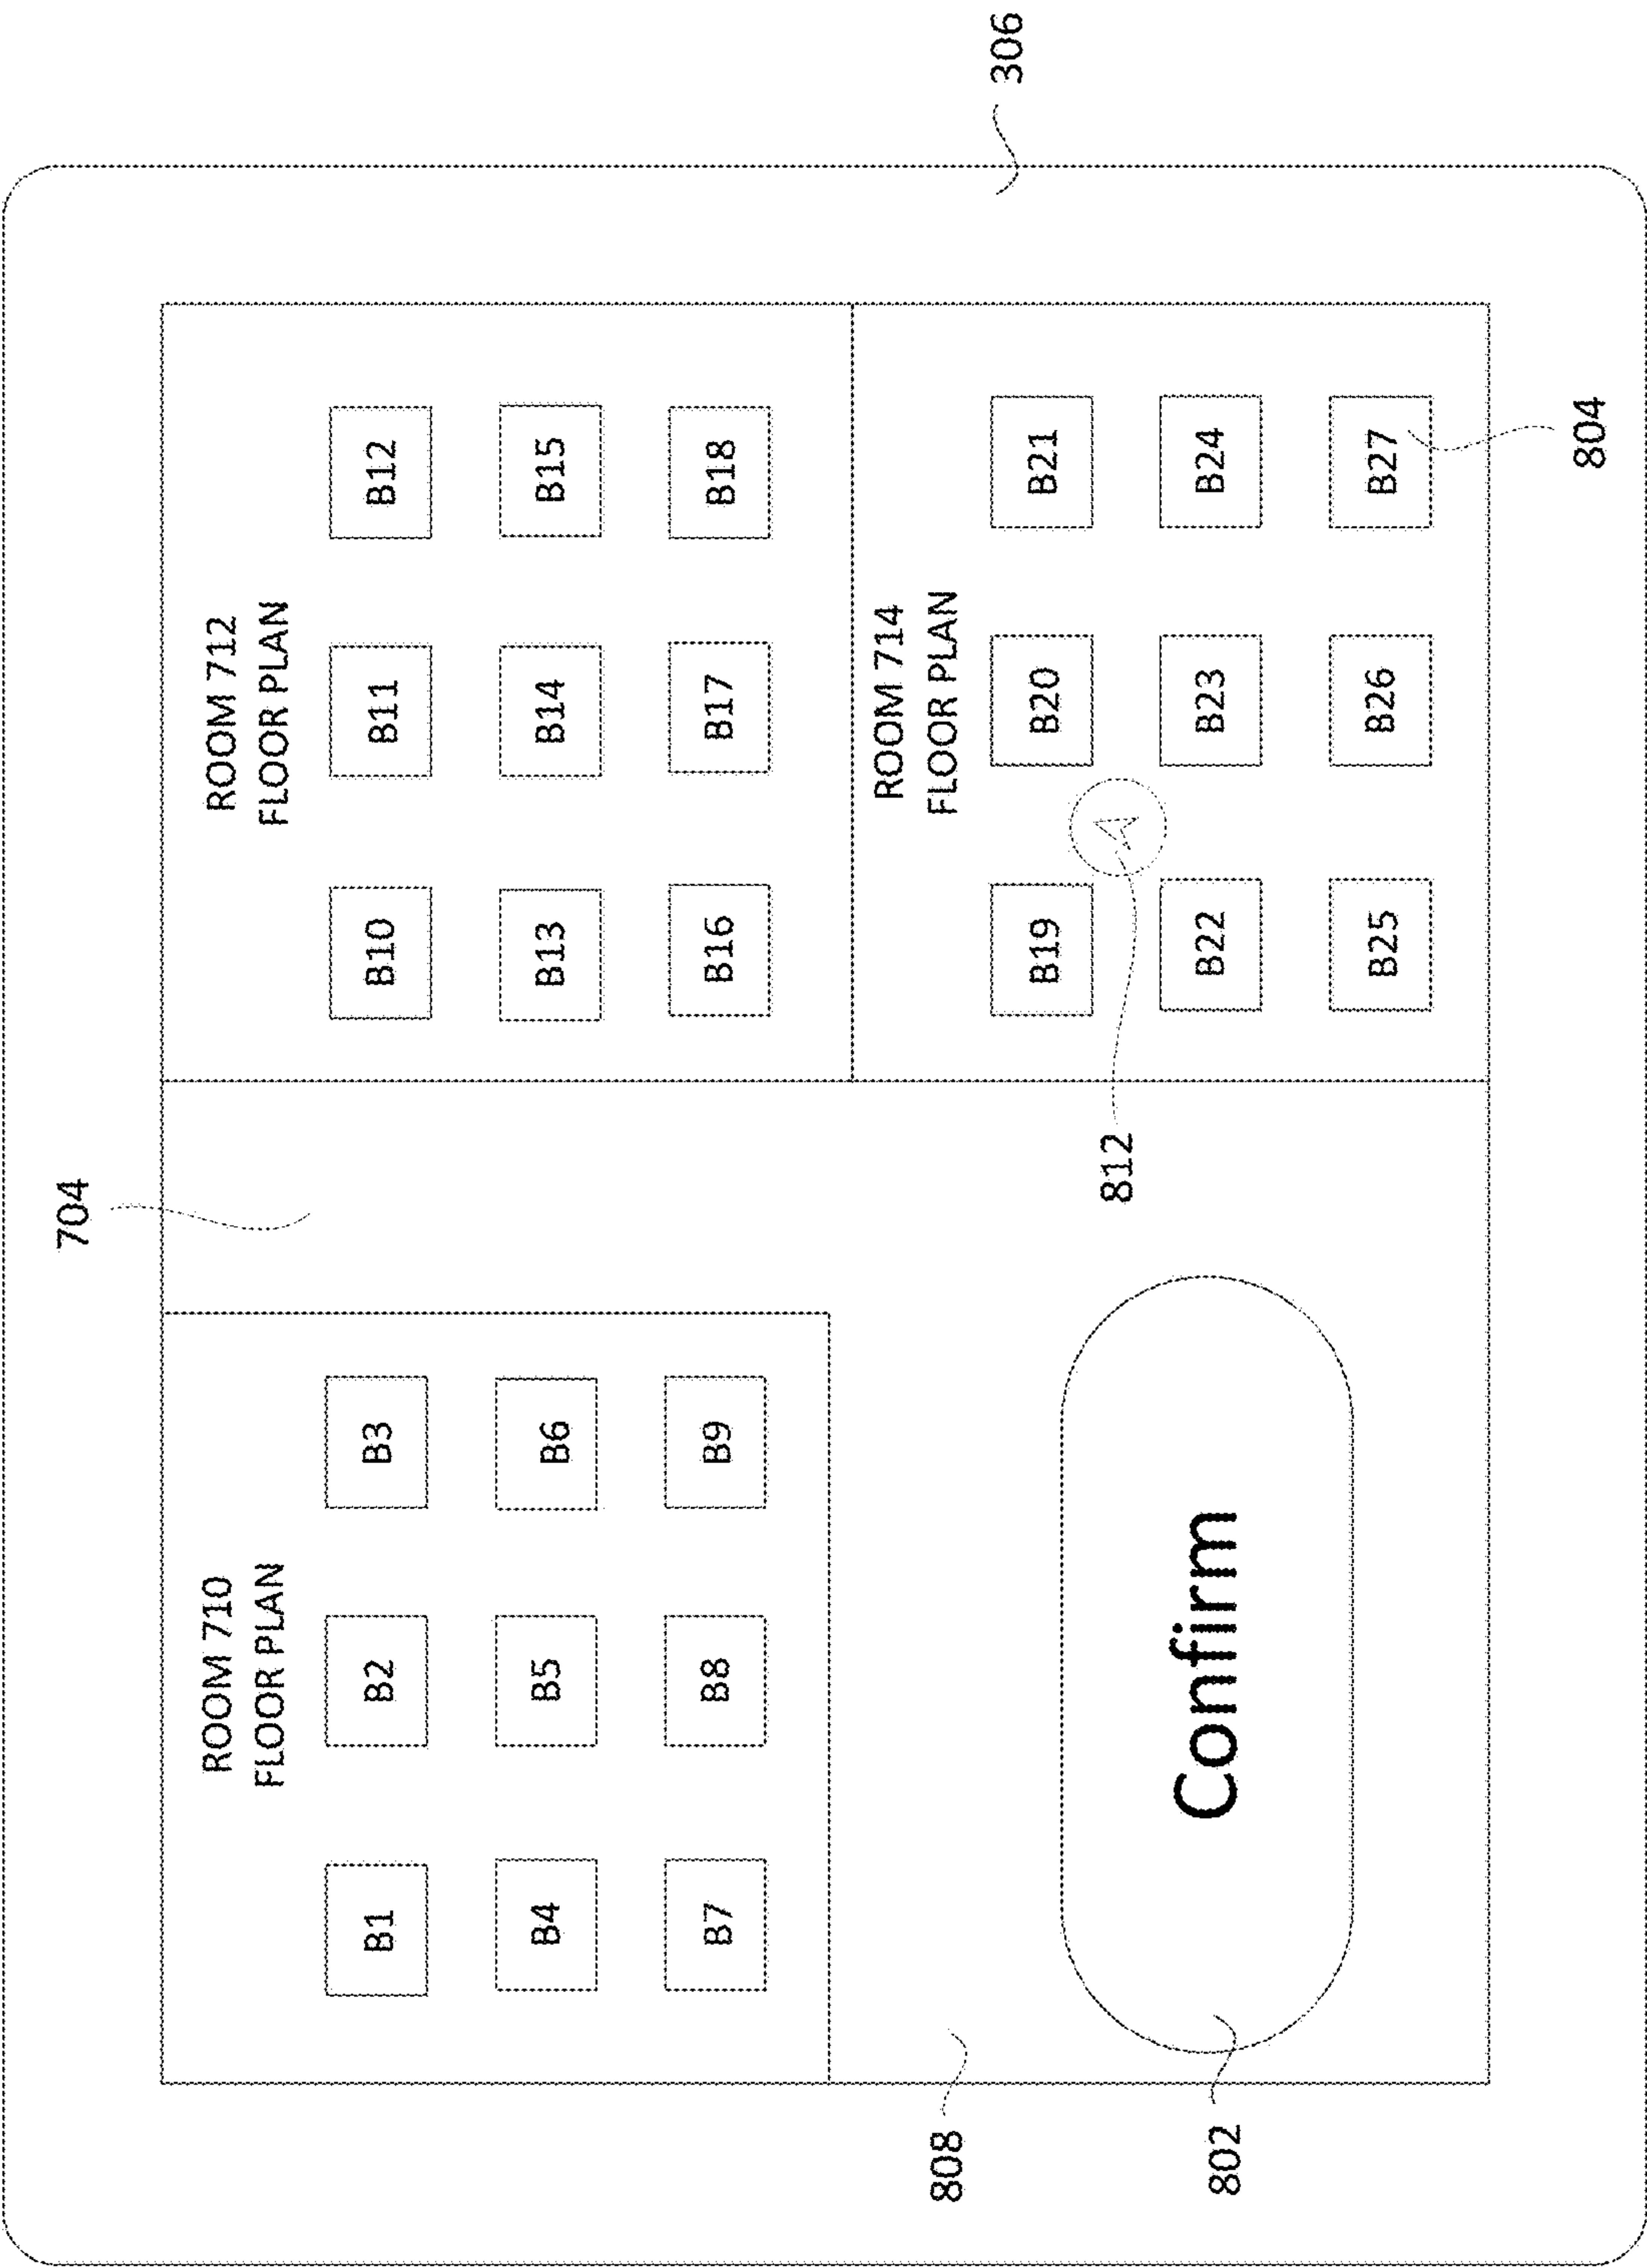 306
704
ROOM 710
FLOOR PLAN
B1 B2 B3
B4 B5 B6
B7 B8 B9
ROOM 712
FLOOR PLAN
B10 B11 B12
B13 B14 B15
B16 B17 B18
ROOM 714
FLOOR PLAN
B19 B20 B21
B22 B23 B24
B25 B26 B27
812
808
Confirm
802
804